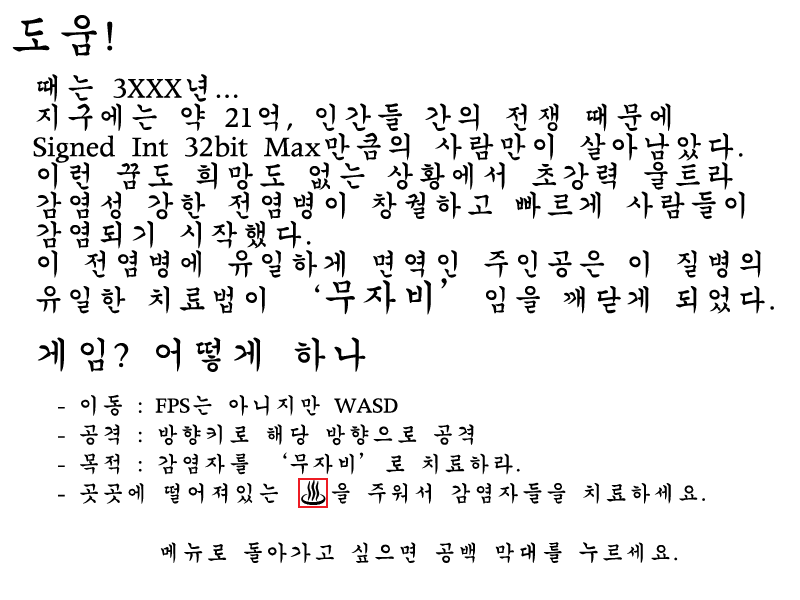 도움!
때는 3XXX년...
지구에는 약 21억, 인간들 간의 전쟁 때문에
Signed Int 32bit Max만큼의 사람만이 살아남았다.
이런 꿈도 희망도 없는 상황에서 초강력 울트라
감염성 강한 전염병이 창궐하고 빠르게 사람들이
감염되기 시작했다.
이 전염병에 유일하게 면역인 주인공은 이 질병의
유일한 치료법이 ‘무자비’ 임을 깨닫게 되었다.
게임? 어떻게 하나
- 이동 : FPS는 아니지만 WASD
- 공격 : 방향키로 해당 방향으로 공격
- 목적 : 감염자를 ‘무자비’ 로 치료하라.
- 곳곳에 떨어져있는 ♨을 주워서 감염자들을 치료하세요.
메뉴로 돌아가고 싶으면 공백 막대를 누르세요.